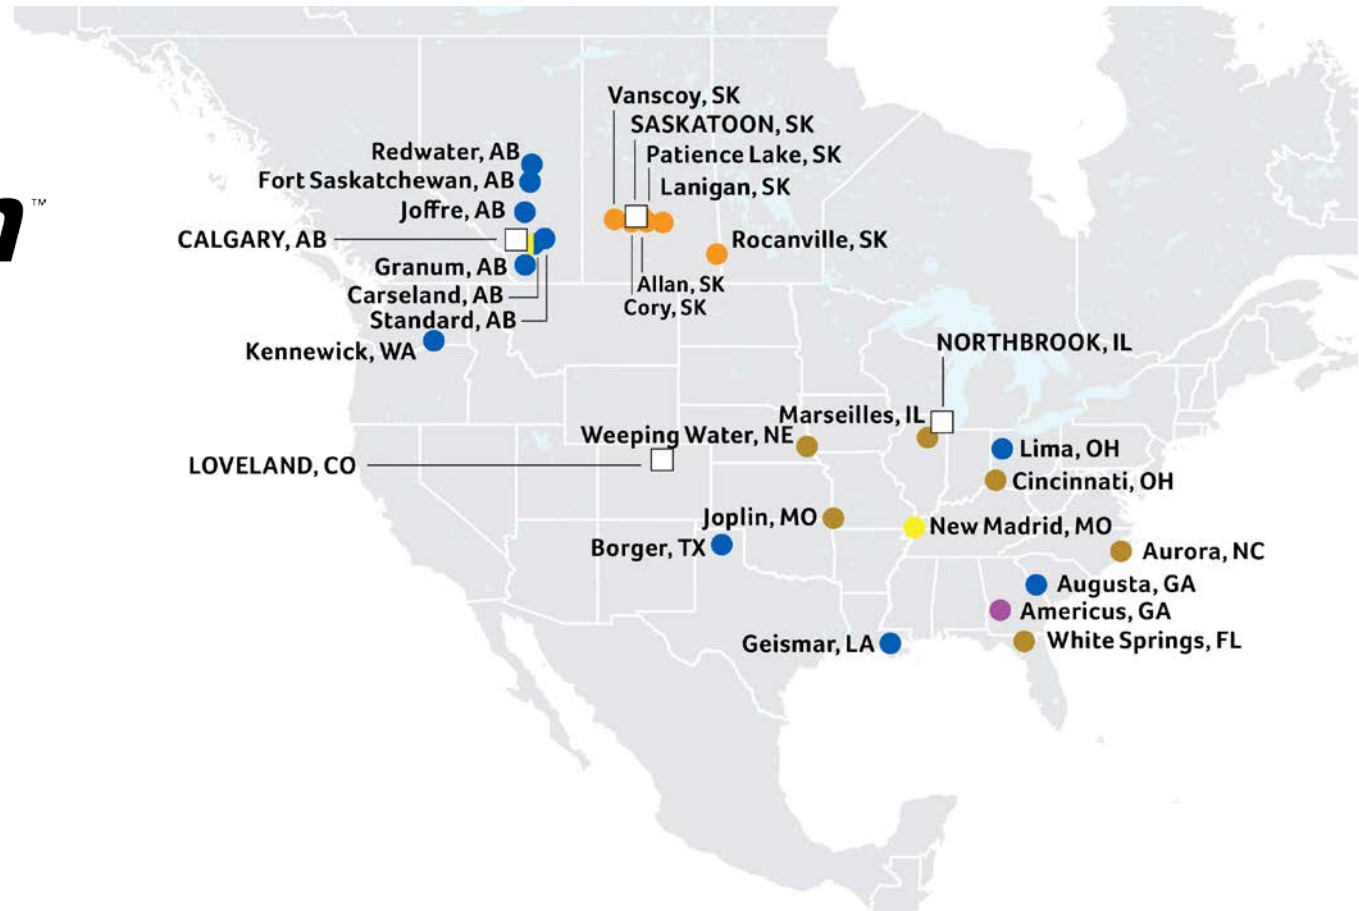 Vanscoy, SK
SASKATOON, SK
Redwater, AB
Patience Lake, SK
Fort Saskatchewan, AB
Lanigan, SK
n™
Joffre, AB
CALGARY, AB
Rocanville, SK
Granum, AB
Allan, SK
Carseland, AB
Cory, SK
Standard, AB
Kennewick, WA
NORTHBROOK, IL
Marseilles, IL
Weeping Water, NE
Lima, OH
LOVELAND, CO
Cincinnati, OH
Joplin, MO
New Madrid, MO
Borger, TX
Aurora, NC
Augusta, GA
Americus, GA
Geismar, LA
White Springs, FL